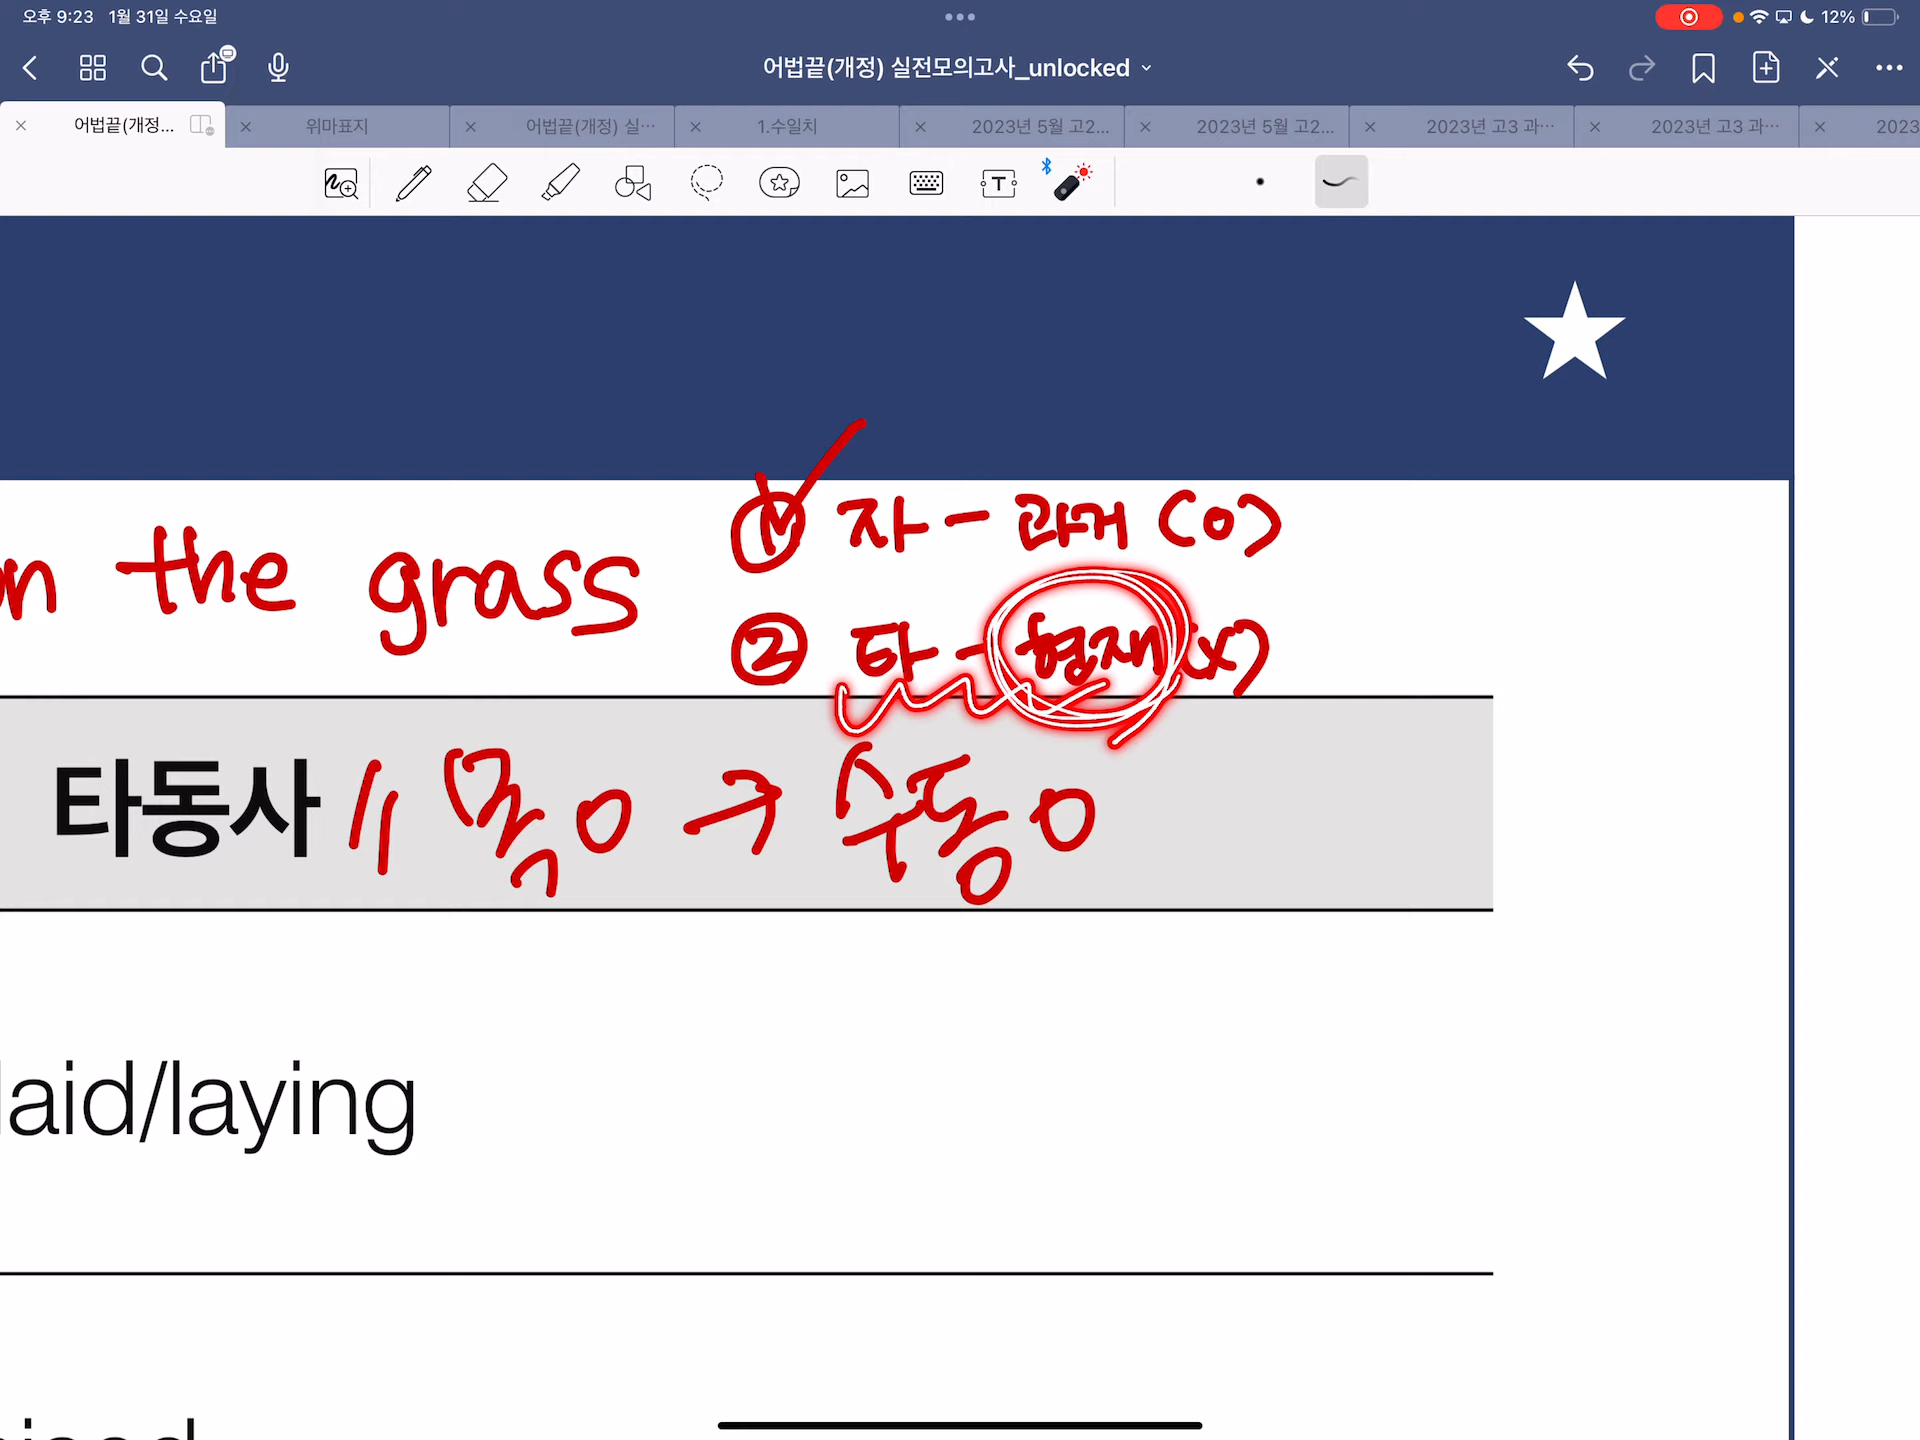 오후 9:23 1월 31일 수요일
12%
어법끝(개정) 실전모의고사_unlocked
어법끝(개정...
위마표지
어법끝(개정) 실...
1.수일치
2023년 5월 고2...
2023년 5월 고2...
2023년 고3 과...
2023년 고3 과...
2023
① 자 - 과거 (O)
on the grass
② 타 - 형재 (X)
타동사 // 목 O → 수동 O
laid/laying